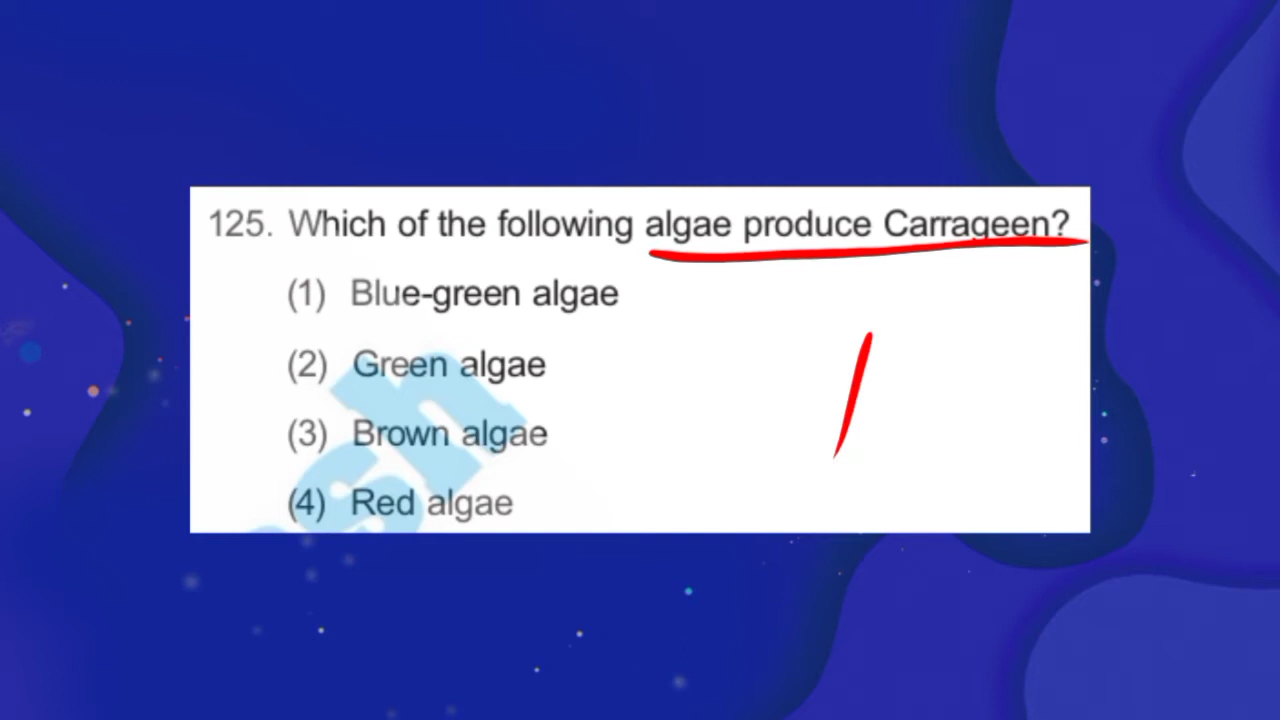 125. Which of the following algae produce Carrageen?
(1) Blue-green algae
(2) Green algae
(3) Brown algae
(4) Red algae